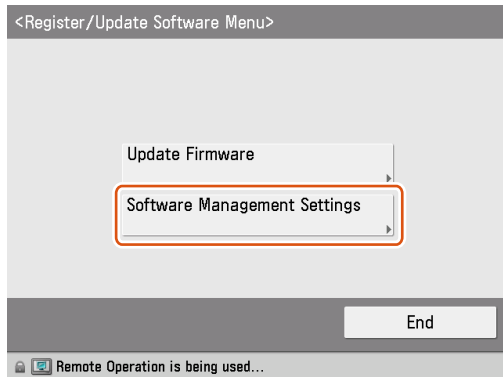 <Register/Update Software Menu>
Update Firmware
Software Management Settings
End
Remote Operation is being used...